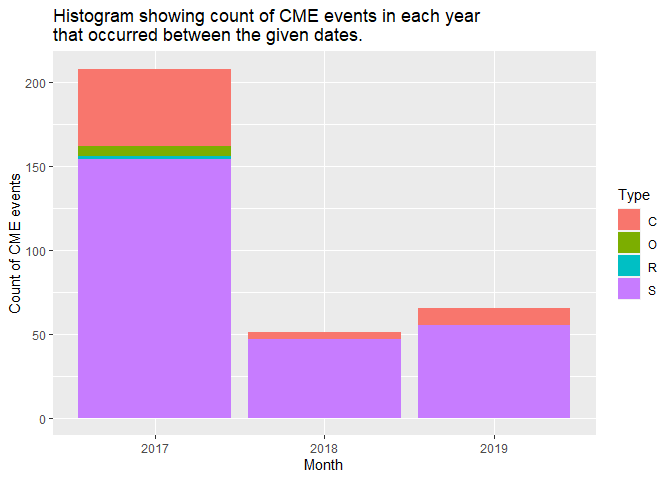 Histogram showing count of CME events in each year
that occurred between the given dates.
Count of CME events
200
150
100
50
0
2017
2018
2019
Month
Type
C
O
R
S